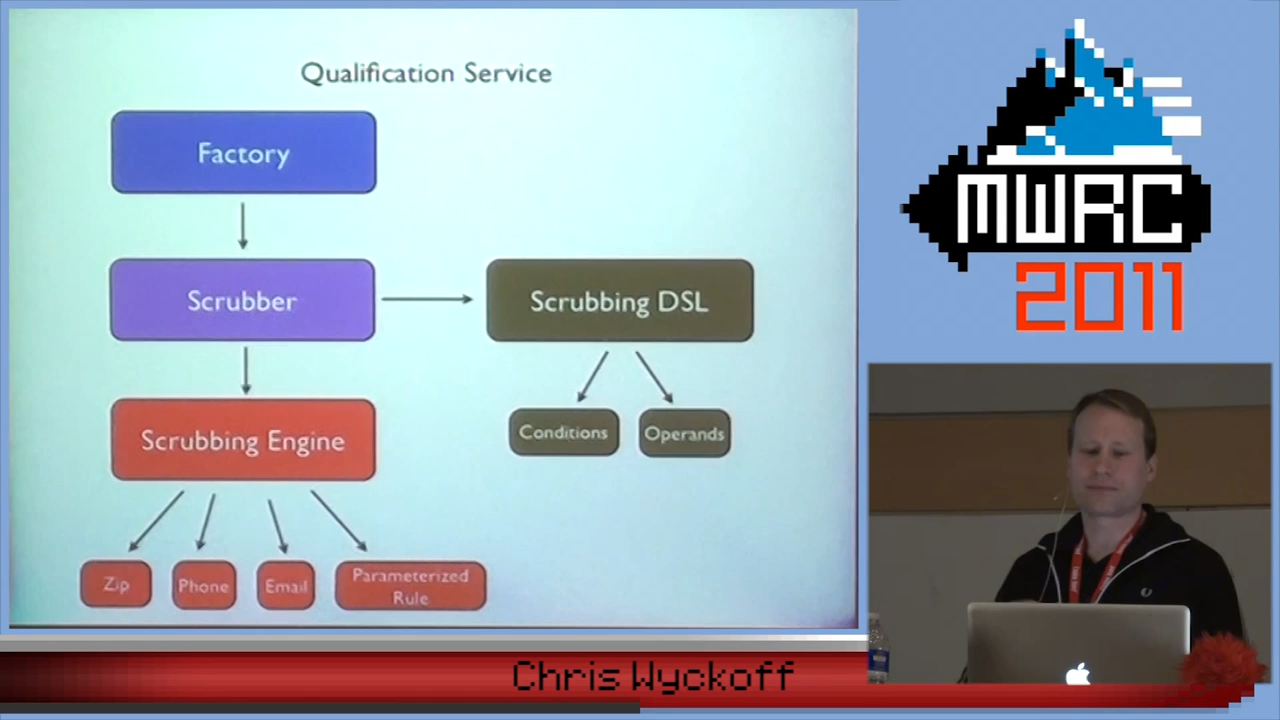 Qualification Service
Factory
Scrubber
Scrubbing DSL
Scrubbing Engine
Conditions
Operands
Zip
Phone
Email
Parameterized
Rule
MWRC
2011
Chris Wyckoff